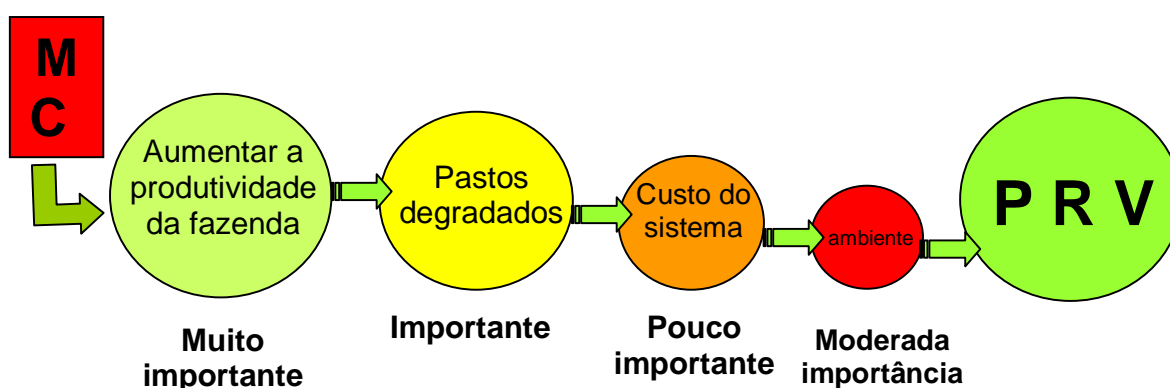 M
C
Aumentar a
produtividade
da fazenda
Pastos
degradados
Custo do
sistema
ambiente
P R V
Muito
importante
Importante
Pouco
importante
Moderada
importância